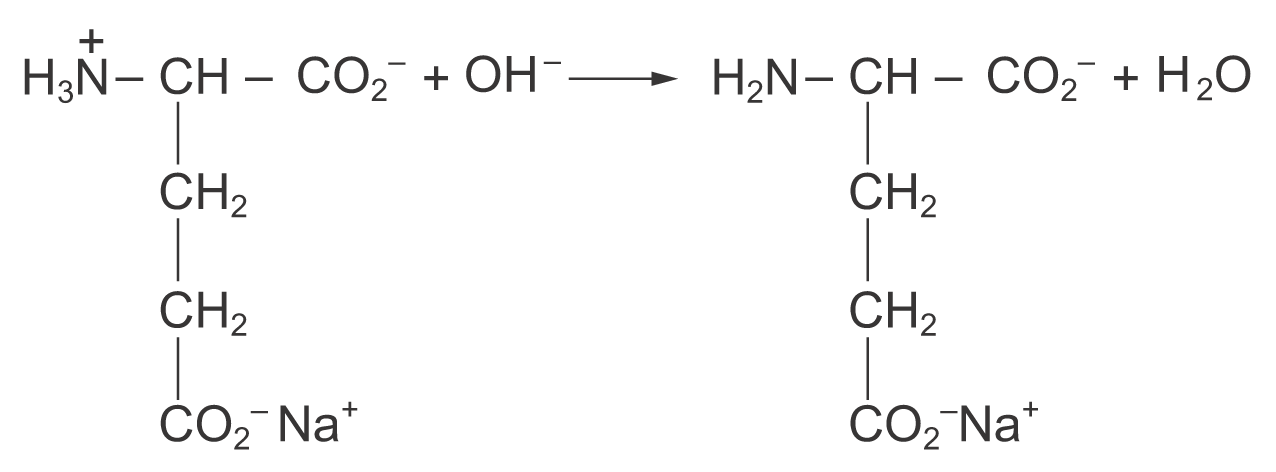 H₃N⁺ – CH – CO₂⁻ + OH⁻ ⟶ H₂N – CH – CO₂⁻ + H₂O
CH₂ CH₂
CH₂ CH₂
CO₂⁻ Na⁺ CO₂⁻Na⁺